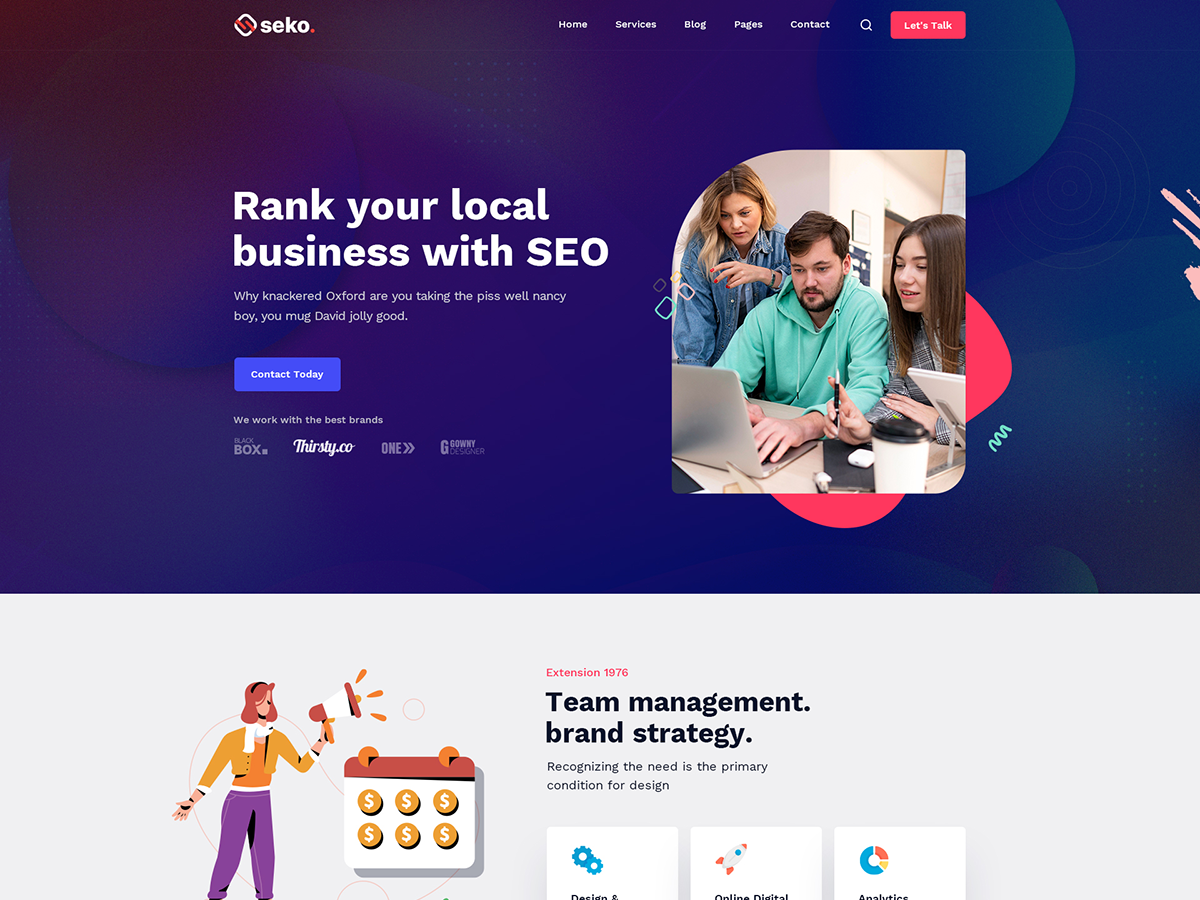 seko.
Home Services Blog Pages Contact Let's Talk
Rank your local
business with SEO
Why knackered Oxford are you taking the piss well nancy
boy, you mug David jolly good.
Contact Today
We work with the best brands
BLACK
BOX
Thirsty.co
ONE
GOWNY
DESIGNER
Extension 1976
Team management.
brand strategy.
Recognizing the need is the primary
condition for design
$ $ $
$ $ $
Design & Online Digital Analytics